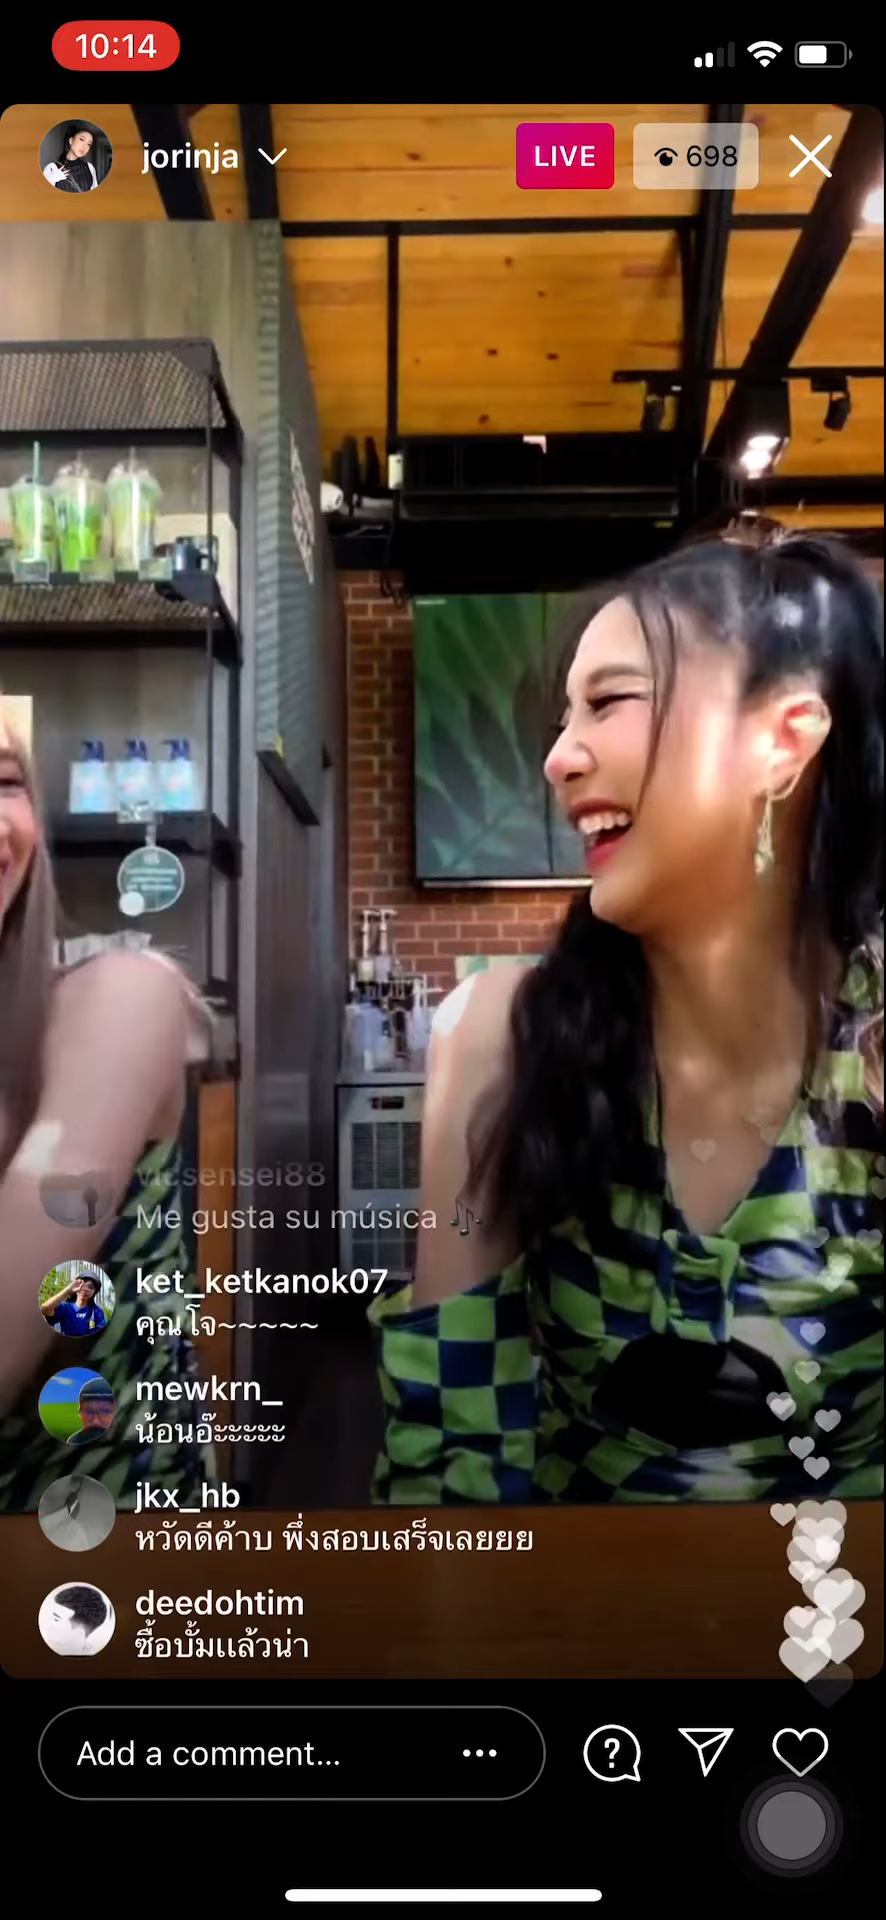 10:14
jorinja
LIVE
698
vicsensei88
Me gusta su música
ket_ketkanok07
คุณโจ~~~~~
mewkrn_
น้อนอ๊ะะะะะ
jkx_hb
หวัดดีค้าบ พึ่งสอบเสร็จเลยยย
deedohtim
ซื้อบั้มแล้วน่า
Add a comment...